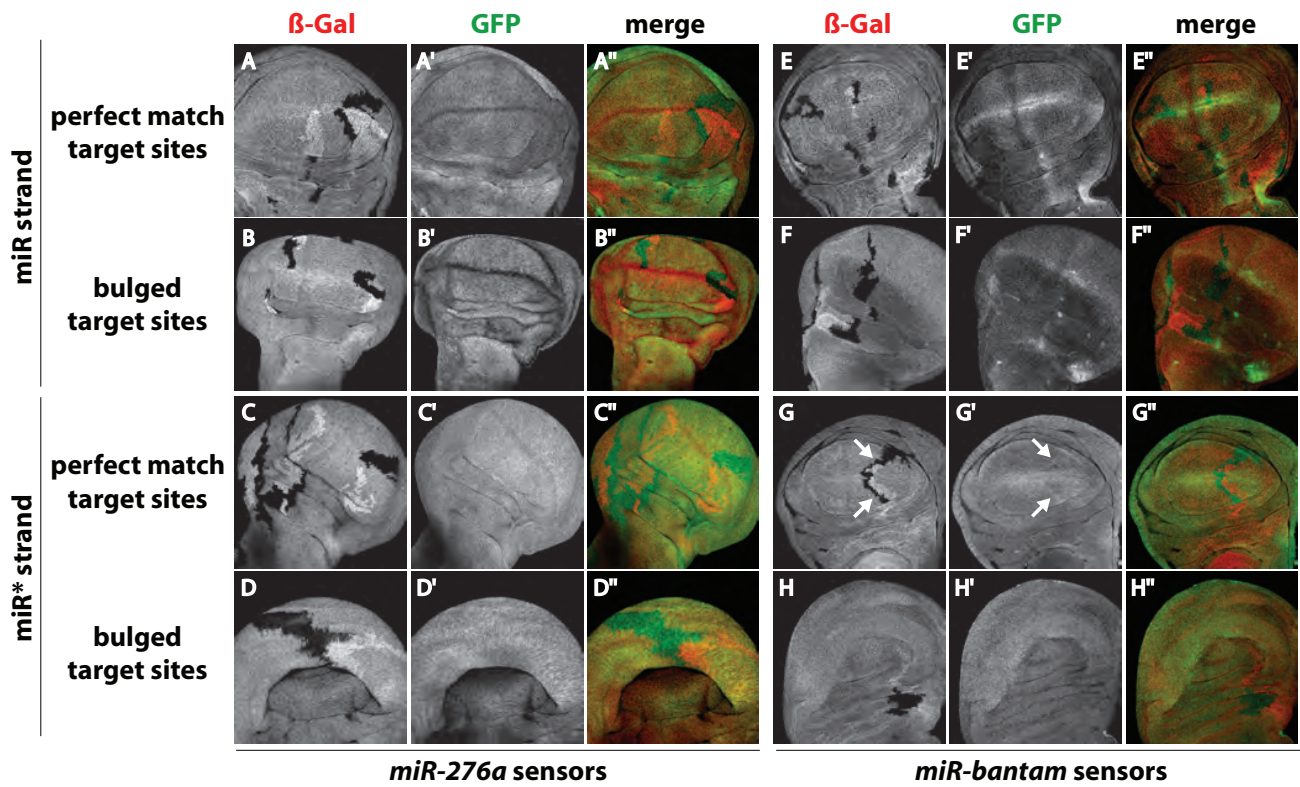 ß-Gal GFP merge ß-Gal GFP merge
miR strand
perfect match
target sites
A A' A'' E E' E''
bulged
target sites
B B' B'' F F' F''
miR* strand
perfect match
target sites
C C' C'' G G' G''
bulged
target sites
D D' D'' H H' H''
miR-276a sensors miR-bantam sensors